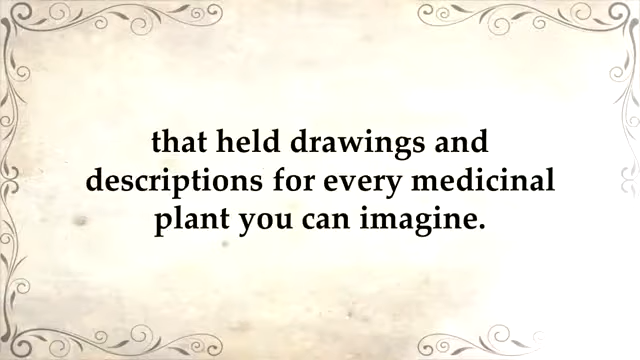 that held drawings and
descriptions for every medicinal
plant you can imagine.